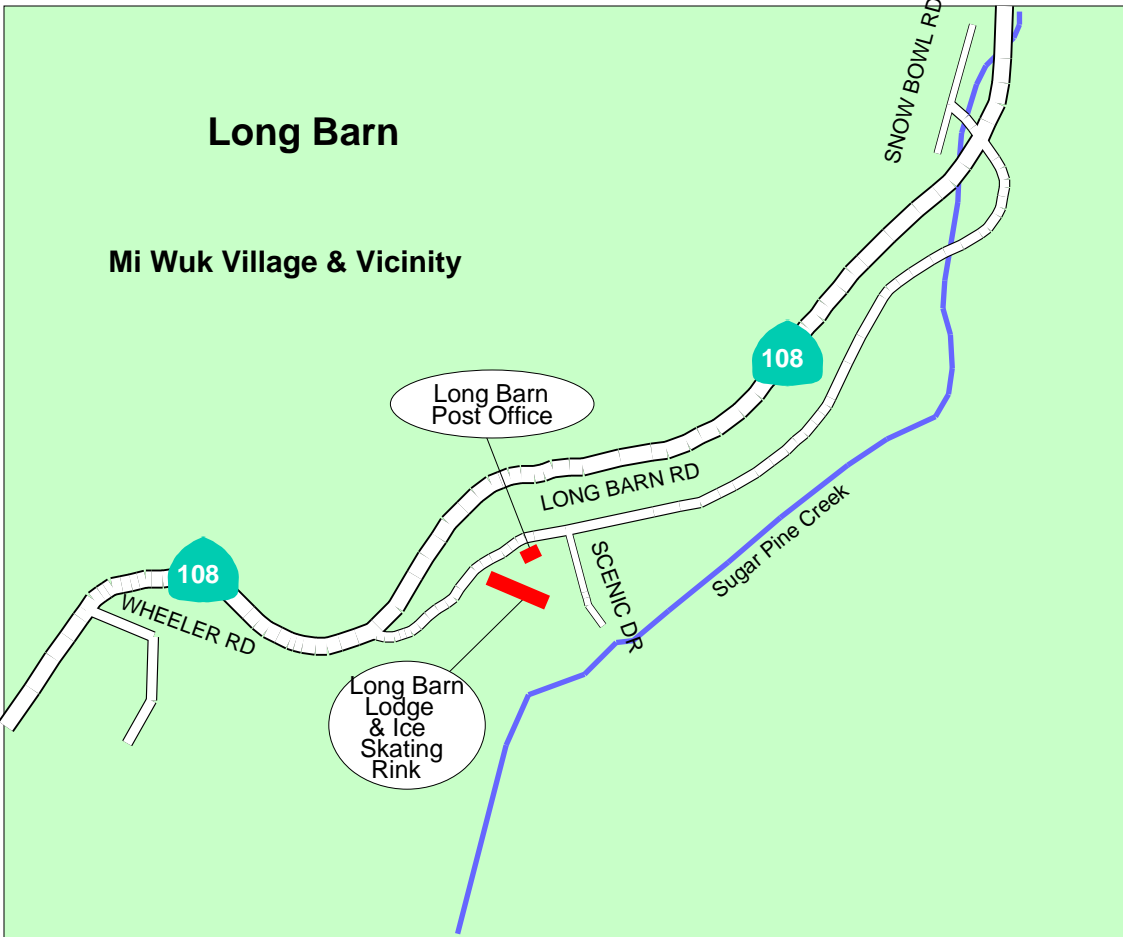 SNOW BOWL RD
Long Barn
Mi Wuk Village & Vicinity
108
Long Barn
Post Office
LONG BARN RD
Sugar Pine Creek
SCENIC DR
108
WHEELER RD
Long Barn
Lodge
& Ice
Skating
Rink